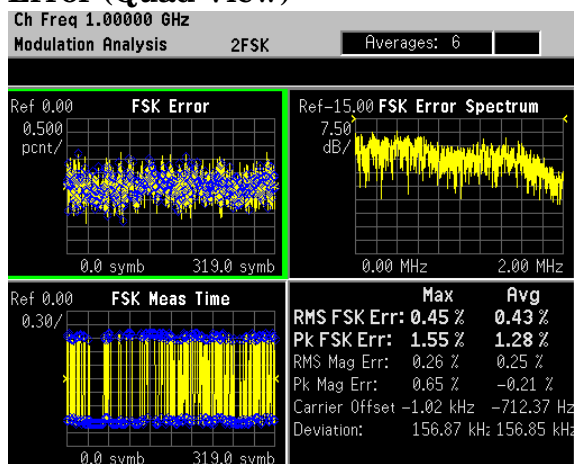 Error (Quad View)
Ch Freq 1.00000 GHz
Modulation Analysis 2FSK Averages: 6
Ref 0.00 FSK Error
0.500
pcnt/
0.0 symb 319.0 symb
Ref-15.00 FSK Error Spectrum
7.50
dB/
0.00 MHz 2.00 MHz
Ref 0.00 FSK Meas Time
0.30/
0.0 symb 319.0 symb
Max Avg
RMS FSK Err: 0.45 % 0.43 %
Pk FSK Err: 1.55 % 1.28 %
RMS Mag Err: 0.26 % 0.25 %
Pk Mag Err: 0.65 % -0.21 %
Carrier Offset -1.02 kHz -712.37 Hz
Deviation: 156.87 kHz 156.85 kHz